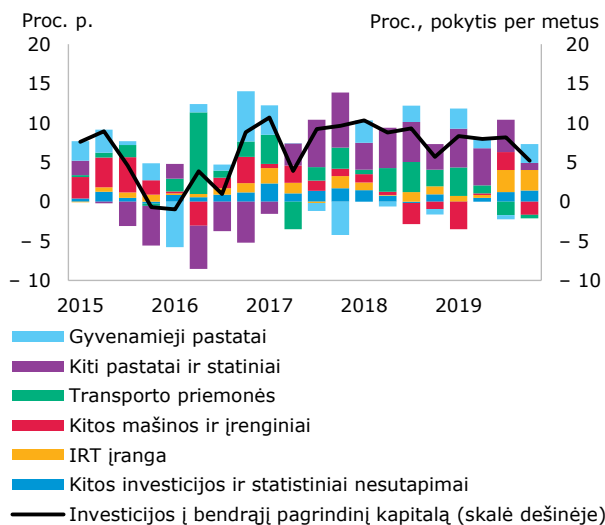 Proc. p.
Proc., pokytis per metus
20 20
15 15
10 10
5 5
0 0
– 5 – 5
– 10 – 10
2015 2016 2017 2018 2019
Gyvenamieji pastatai
Kiti pastatai ir statiniai
Transporto priemonės
Kitos mašinos ir įrenginiai
IRT įranga
Kitos investicijos ir statistiniai nesutapimai
Investicijos į bendrąjį pagrindinį kapitalą (skalė dešinėje)